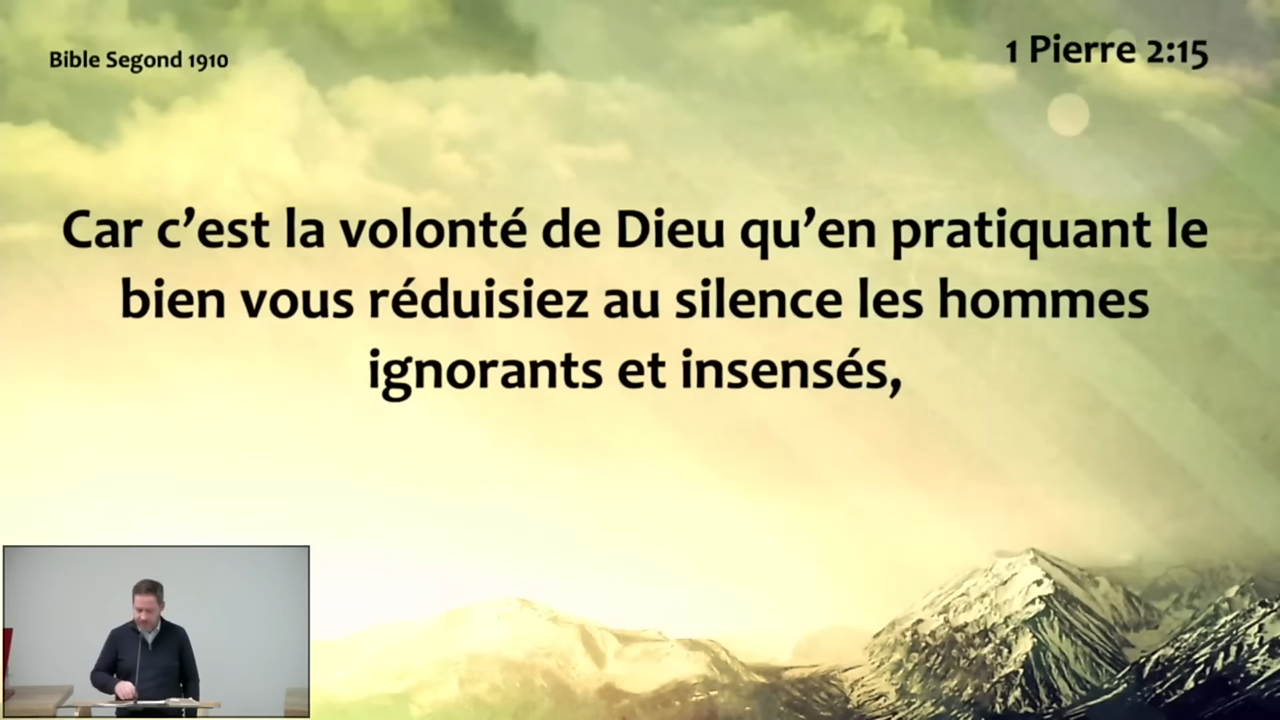 Bible Segond 1910
1 Pierre 2:15
Car c’est la volonté de Dieu qu’en pratiquant le
bien vous réduisiez au silence les hommes
ignorants et insensés,